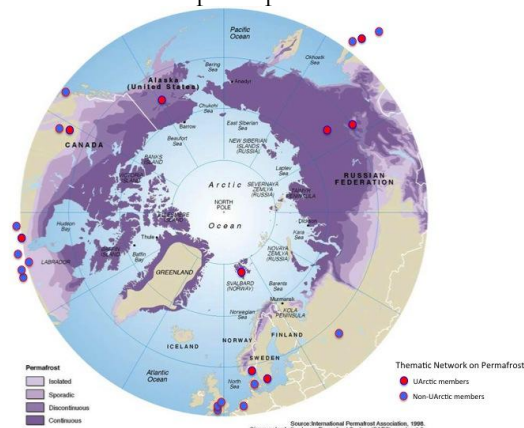 Pacific
Ocean
Okhotsk
Sea
Bering
Sea
Alaska
(United States)
Chukchi
Sea
Barrow
Beaufort
Sea
East Siberian
Sea
NEW SIBERIAN
ISLANDS
(RUSSIA)
CANADA
BANKS
ISLAND
Laptev
Sea
RUSSIAN
FEDERATION
Arctic
SEVERNAYA
ZEMLYA
(RUSSIA)
NORTH
POLE
Ocean
Hudson
Bay
Kara
Sea
Thule
Baffin
Bay
NOVAYA
ZEMLYA
(RUSSIA)
LABRADOR
GREENLAND
(NORWAY)
Barents
Sea
Murmansk
KOLA
PENINSULA
Norwegian
Sea
ICELAND
NORWAY
FINLAND
SWEDEN
Atlantic
Ocean
North
Sea
Permafrost
Isolated
Sporadic
Discontinuous
Continuous
Thematic Network on Permafrost
UArctic members
Non-UArctic members
Source:International Permafrost Association, 1998.